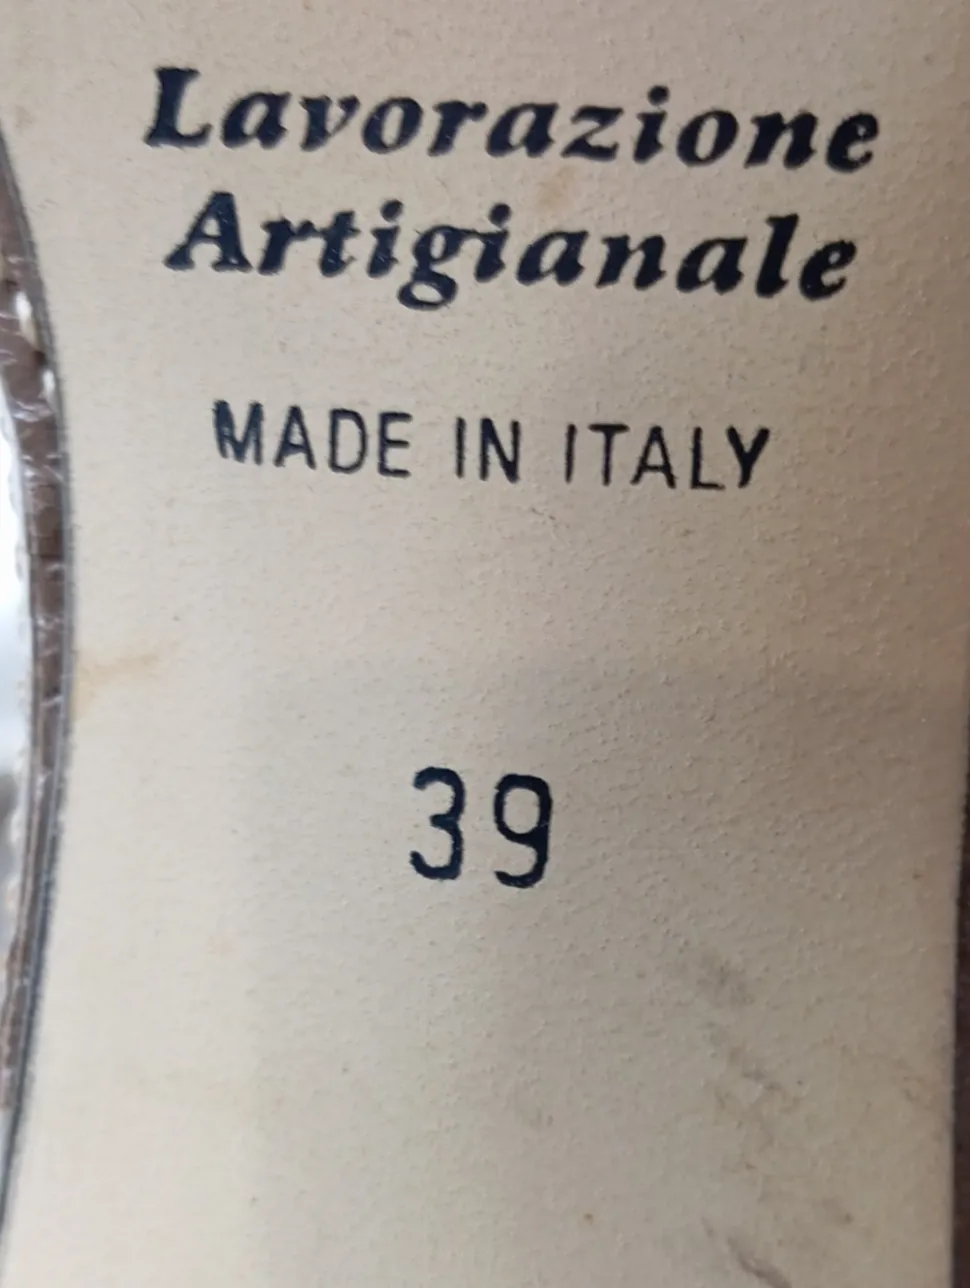 Lavorazione
Artigianale
MADE IN ITALY
39